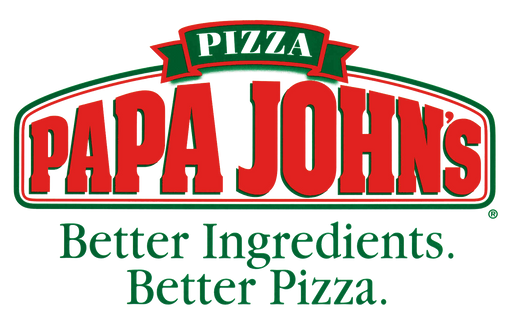 PIZZA
PAPA JOHN'S
®
Better Ingredients.
Better Pizza.